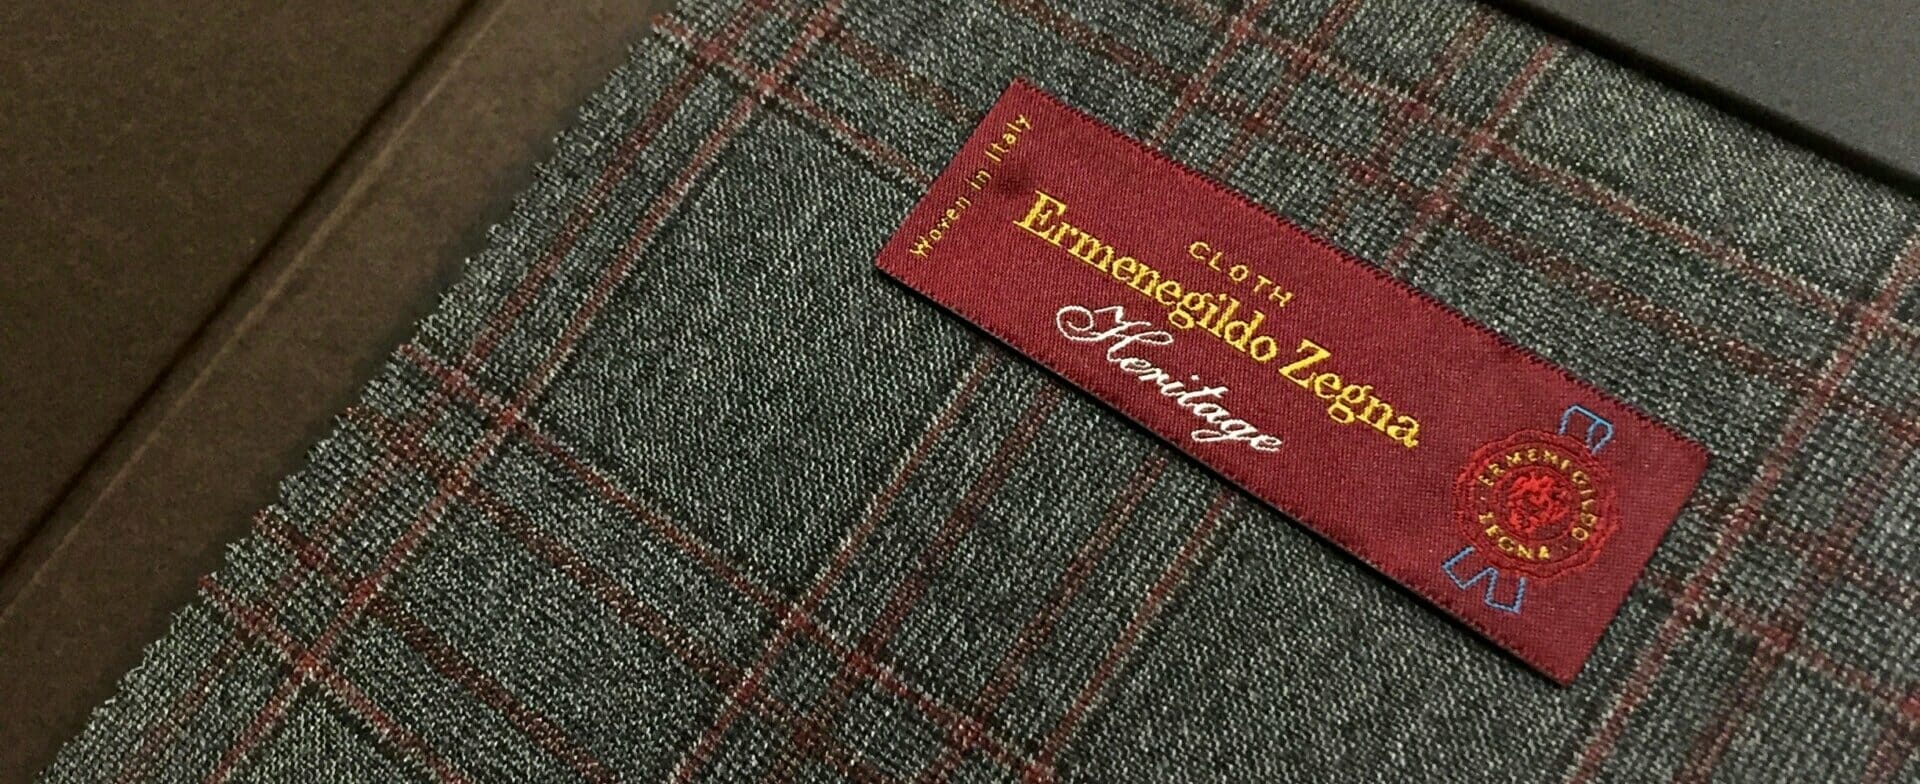 Woven in Italy
CLOTH
Ermenegildo Zegna
Heritage
ERMENEGILDO
ZEGNA